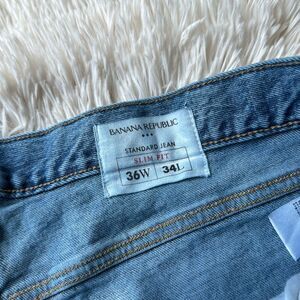 BANANA REPUBLIC
STANDARD JEAN
SLIM FIT
36W 34L